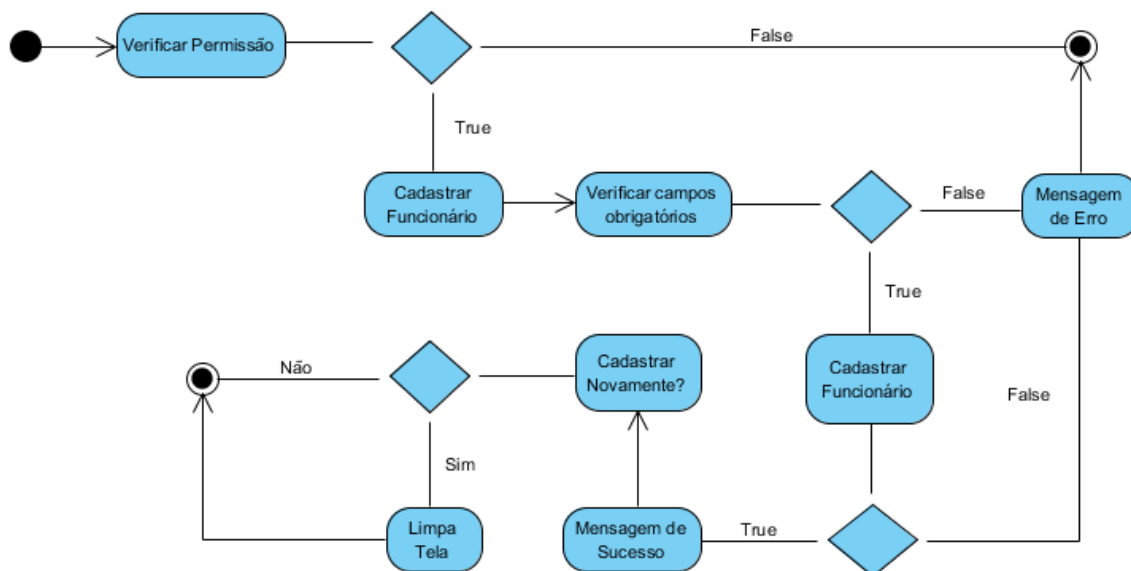 Verificar Permissão
False
True
Cadastrar
Funcionário
Verificar campos
obrigatórios
False
Mensagem
de Erro
True
Cadastrar
Novamente?
Não
Cadastrar
Funcionário
False
Sim
Limpa
Tela
Mensagem de
Sucesso
True